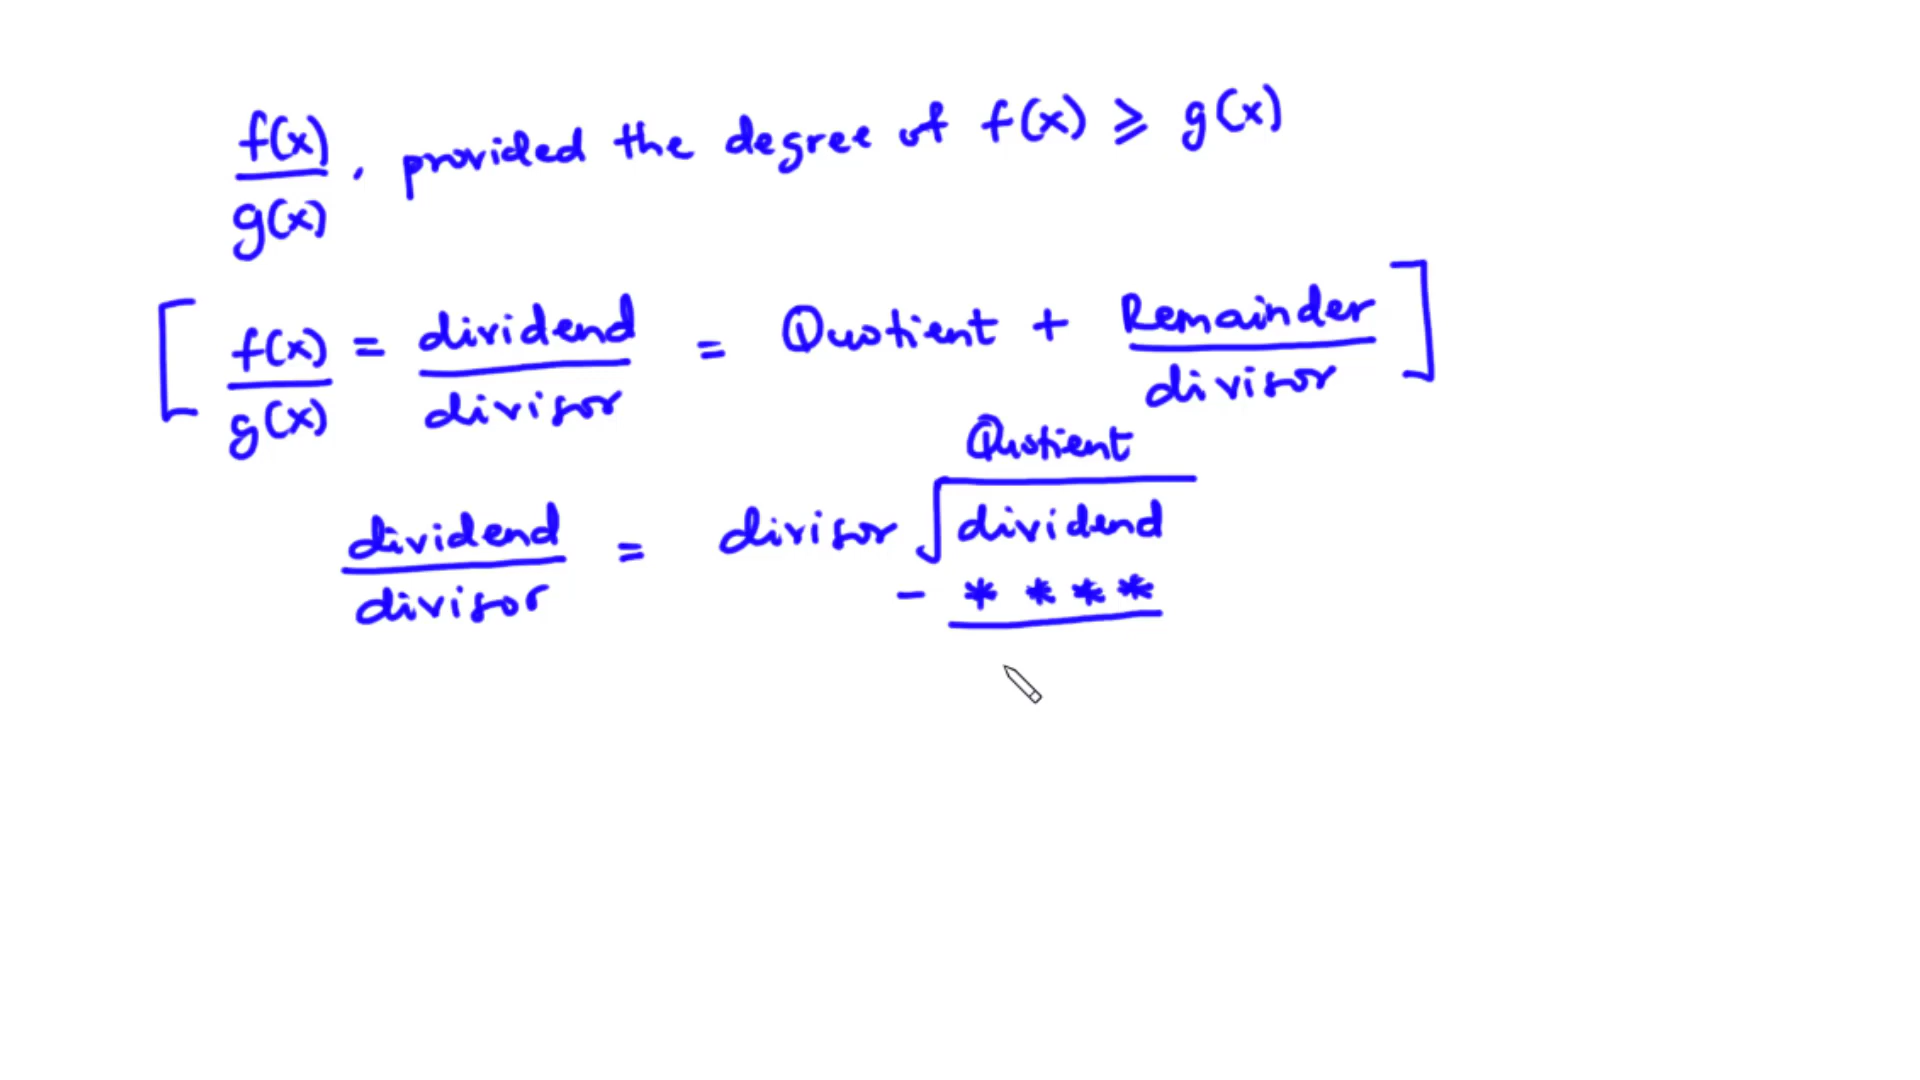 f(x)/g(x), provided the degree of f(x) ⩾ g(x)
[ f(x)/g(x) = dividend/divisor = Quotient + Remainder/divisor ]
Quotient
dividend/divisor = divisor √dividend
- * * * *